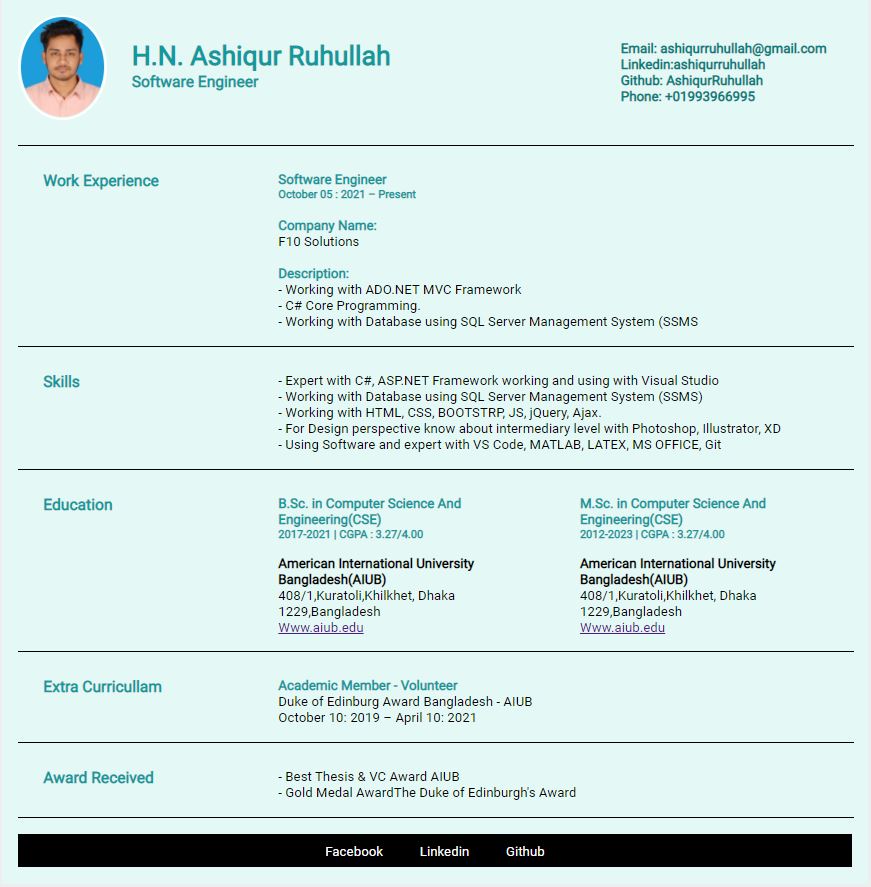 H.N. Ashiqur Ruhullah
Software Engineer
Email: ashiqurruhullah@gmail.com
Linkedin:ashiqurruhullah
Github: AshiqurRuhullah
Phone: +01993966995
Work Experience
Software Engineer
October 05 : 2021 – Present
Company Name:
F10 Solutions
Description:
- Working with ADO.NET MVC Framework
- C# Core Programming.
- Working with Database using SQL Server Management System (SSMS
Skills
- Expert with C#, ASP.NET Framework working and using with Visual Studio
- Working with Database using SQL Server Management System (SSMS)
- Working with HTML, CSS, BOOTSTRP, JS, jQuery, Ajax.
- For Design perspective know about intermediary level with Photoshop, Illustrator, XD
- Using Software and expert with VS Code, MATLAB, LATEX, MS OFFICE, Git
Education
B.Sc. in Computer Science And
Engineering(CSE)
2017-2021 | CGPA : 3.27/4.00
American International University
Bangladesh(AIUB)
408/1,Kuratoli,Khilkhet, Dhaka
1229,Bangladesh
Www.aiub.edu
M.Sc. in Computer Science And
Engineering(CSE)
2012-2023 | CGPA : 3.27/4.00
American International University
Bangladesh(AIUB)
408/1,Kuratoli,Khilkhet, Dhaka
1229,Bangladesh
Www.aiub.edu
Extra Curricullam
Academic Member - Volunteer
Duke of Edinburg Award Bangladesh - AIUB
October 10: 2019 – April 10: 2021
Award Received
- Best Thesis & VC Award AIUB
- Gold Medal AwardThe Duke of Edinburgh's Award
Facebook Linkedin Github